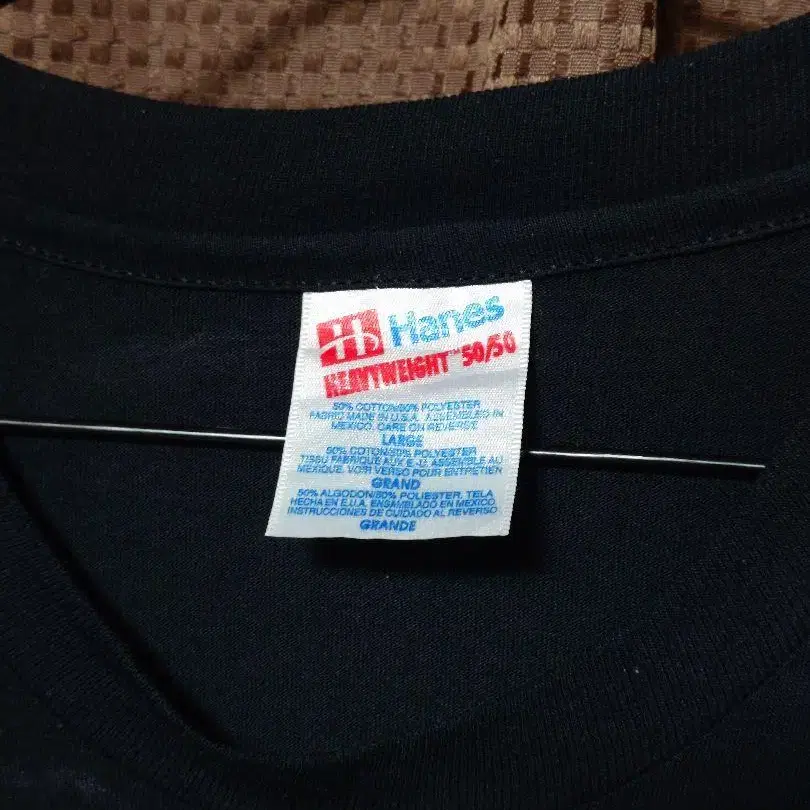 H Hanes
HEAVYWEIGHT™ 50/50
50% COTTON/50% POLYESTER
FABRIC MADE IN U.S.A. ASSEMBLED IN
MEXICO. CARE ON REVERSE
LARGE
50% COTON/50% POLYESTER
TISSU FABRIQUE AUX E.-U. ASSEMBLE AU
MEXIQUE. VOIR VERSO POUR ENTRETIEN
GRAND
50% ALGODON/50% POLIESTER. TELA
HECHA EN E.U.A. ENSAMBLADO EN MEXICO.
INSTRUCCIONES DE CUIDADO AL REVERSO
GRANDE